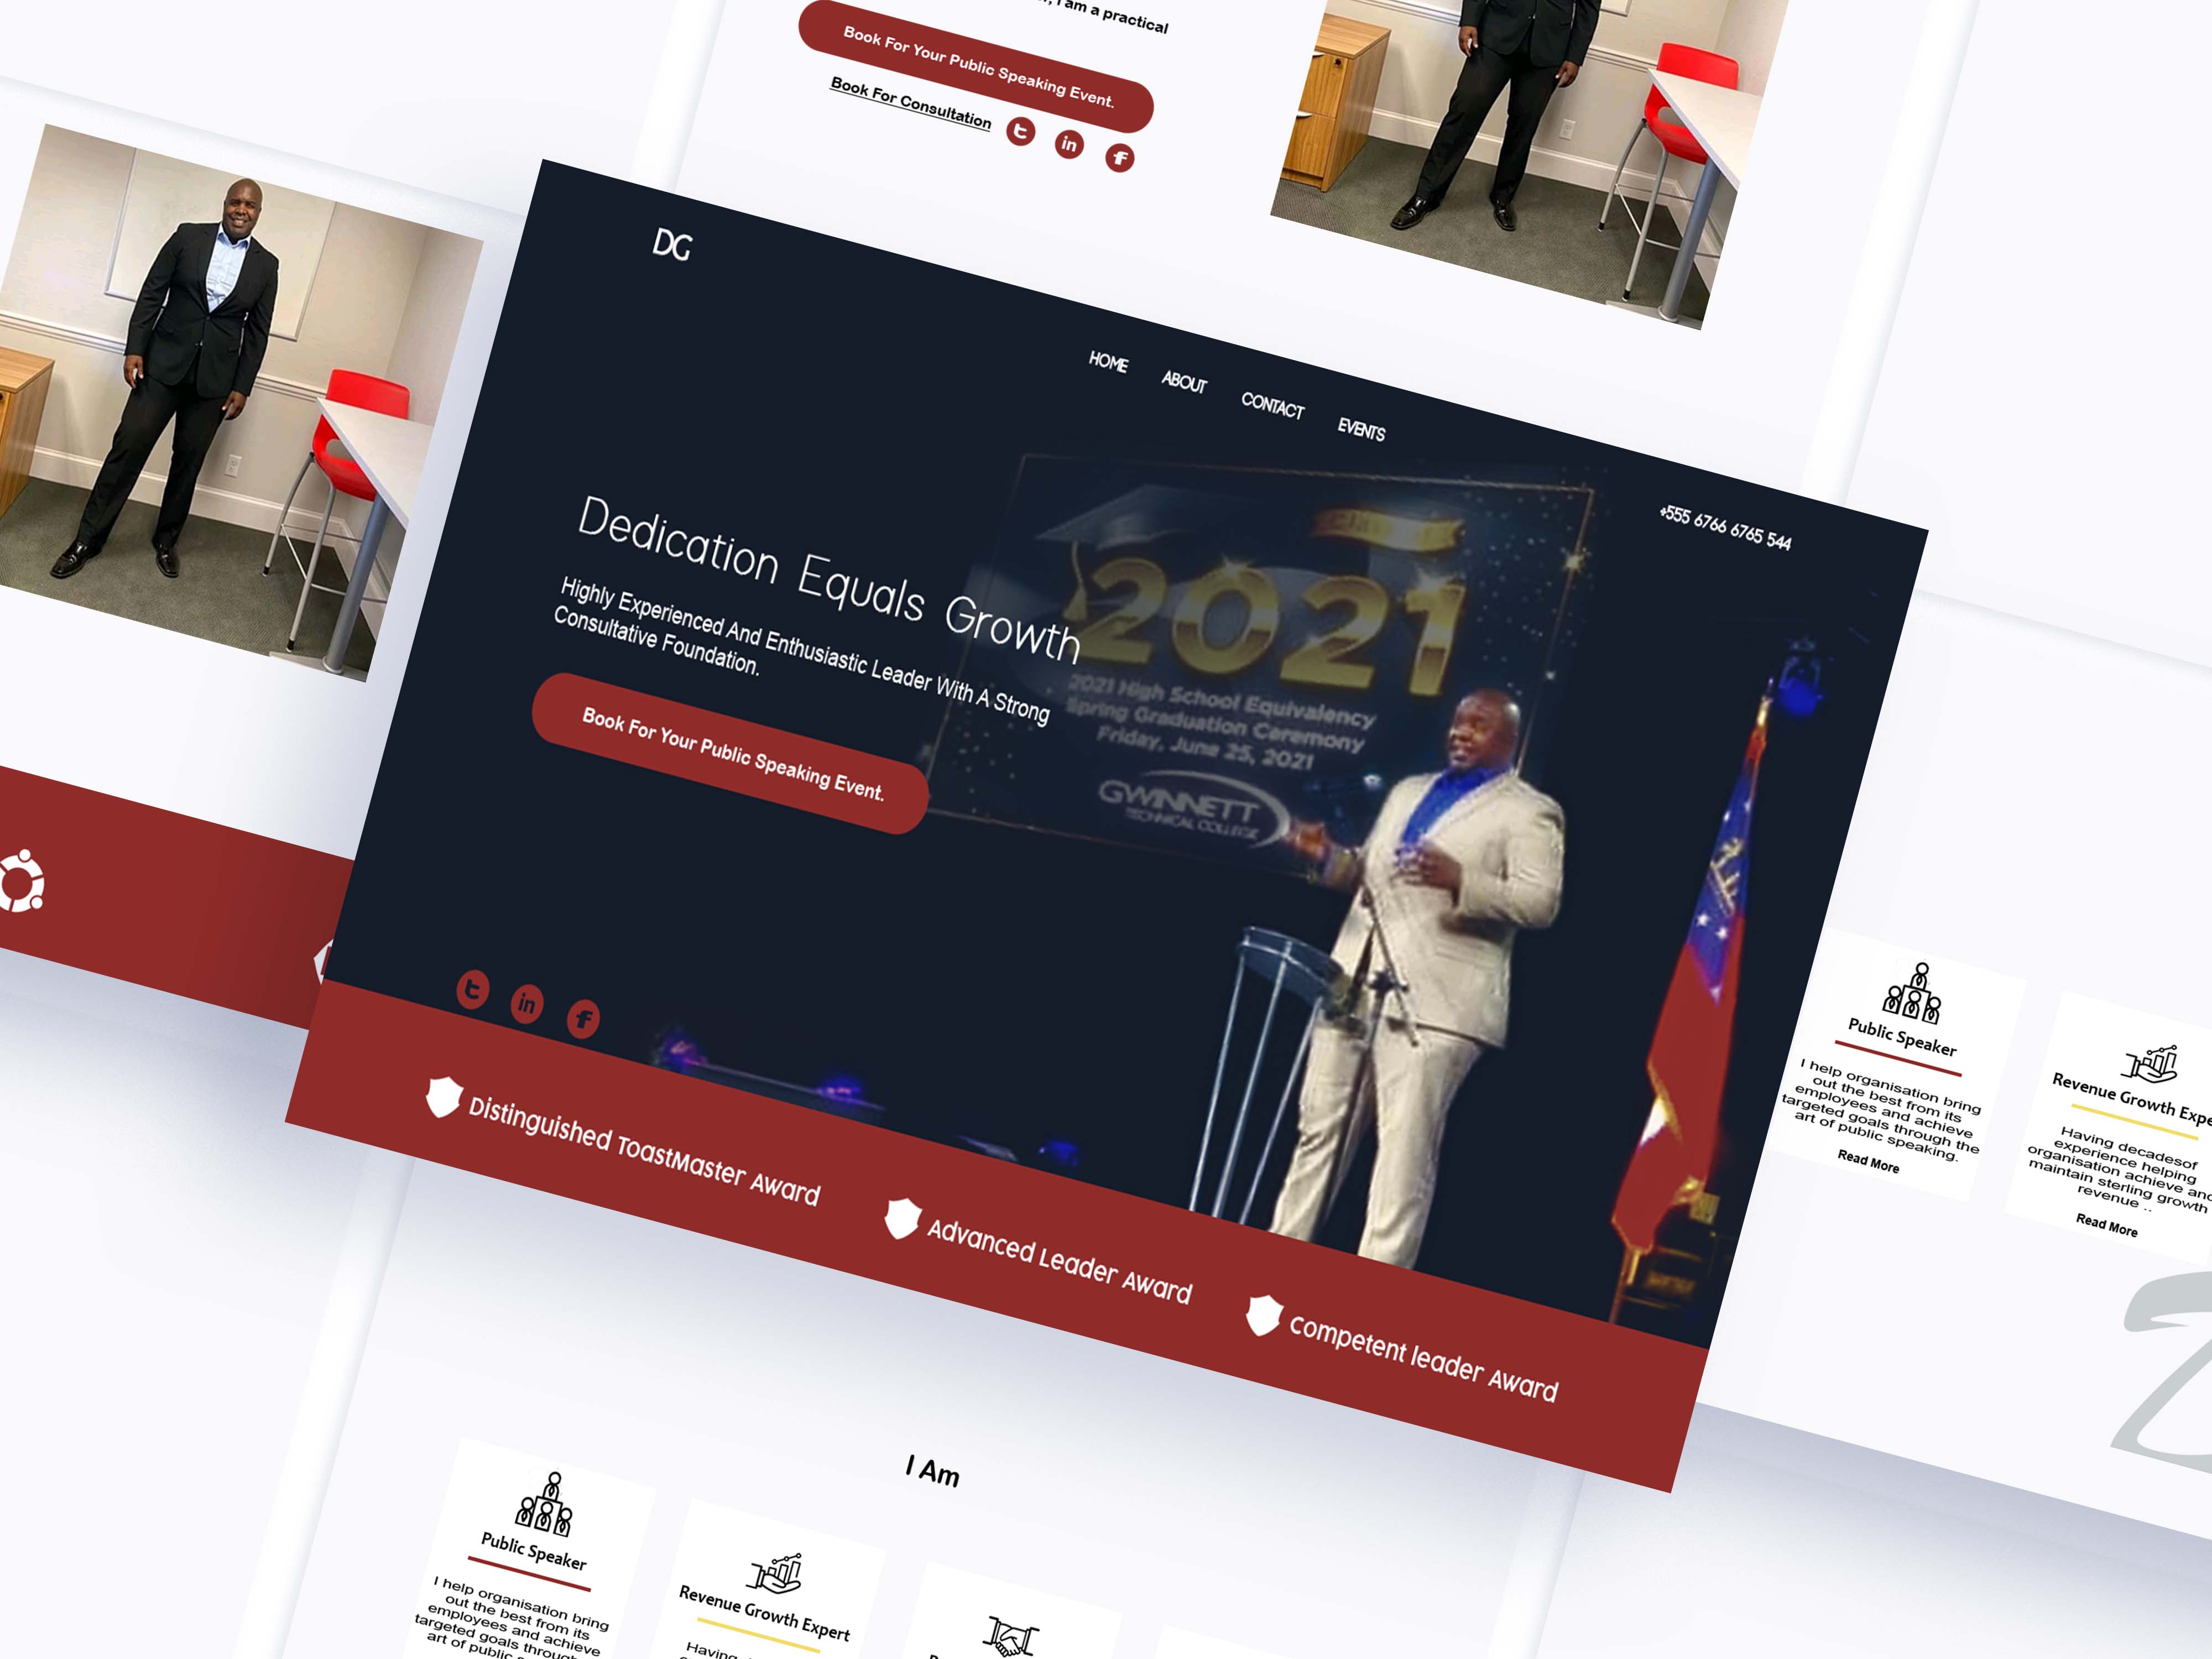 I am a practical
Book For Your Public Speaking Event.
Book For Consultation
DG
HOME
ABOUT
CONTACT
EVENTS
+555 6766 6765 544
Dedication Equals Growth
Highly Experienced And Enthusiastic Leader With A Strong
Consultative Foundation.
Book For Your Public Speaking Event.
2021
2021 High School Equivalency
Spring Graduation Ceremony
Friday, June 25, 2021
GWINNETT
TECHNICAL COLLEGE
Distinguished ToastMaster Award
Advanced Leader Award
competent leader Award
Public Speaker
I help organisation bring
out the best from its
employees and achieve
targeted goals through the
art of public speaking.
Read More
Revenue Growth Expe
Having decadesof
experience helping
organisation achieve and
maintain sterling growth
revenue ..
Read More
I Am
Public Speaker
I help organisation bring
out the best from its
employees and achieve
targeted goals through
art of public
Revenue Growth Expert
Having